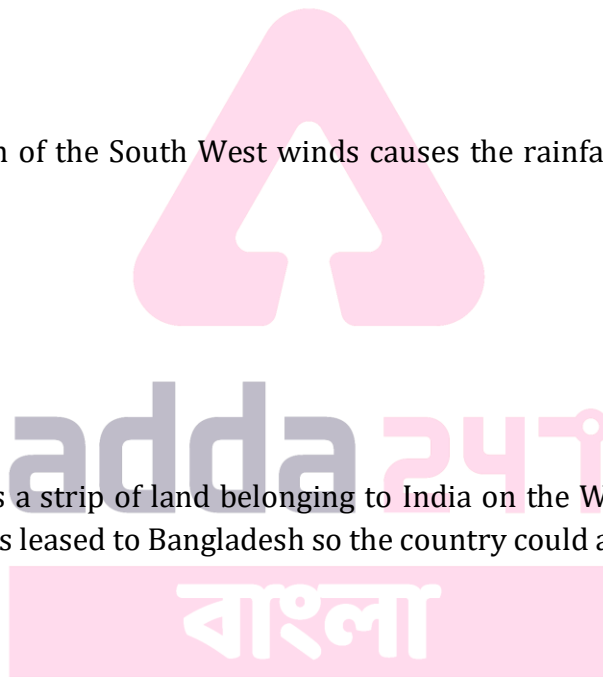 of the South West winds causes the rainfa
adda 247
s a strip of land belonging to India on the W
s leased to Bangladesh so the country could a
বাংলা